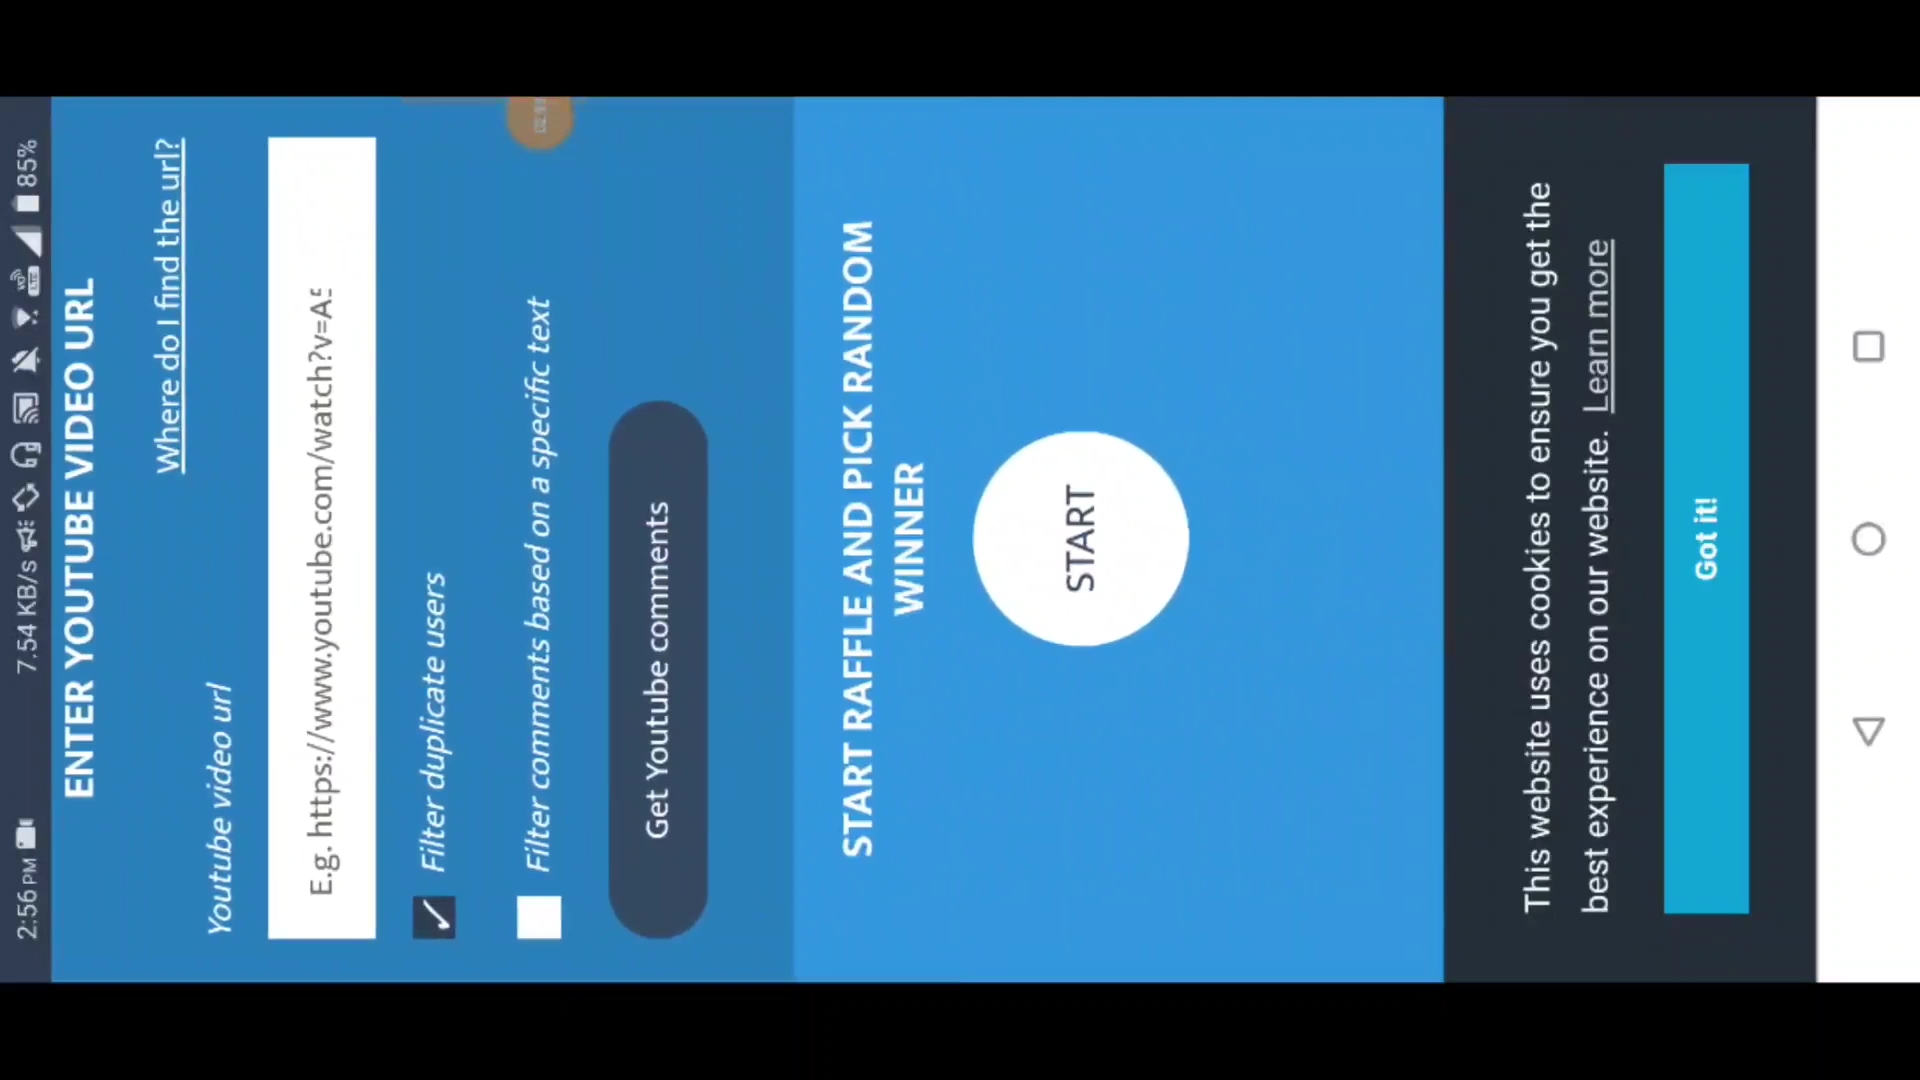 2:56 PM 7.54 KB/s 85%
ENTER YOUTUBE VIDEO URL
Where do I find the url?
Youtube video url
E.g. https://www.youtube.com/watch?v=A
Filter duplicate users
Filter comments based on a specific text
Get Youtube comments
START RAFFLE AND PICK RANDOM
WINNER
START
This website uses cookies to ensure you get the
best experience on our website. Learn more
Got it!